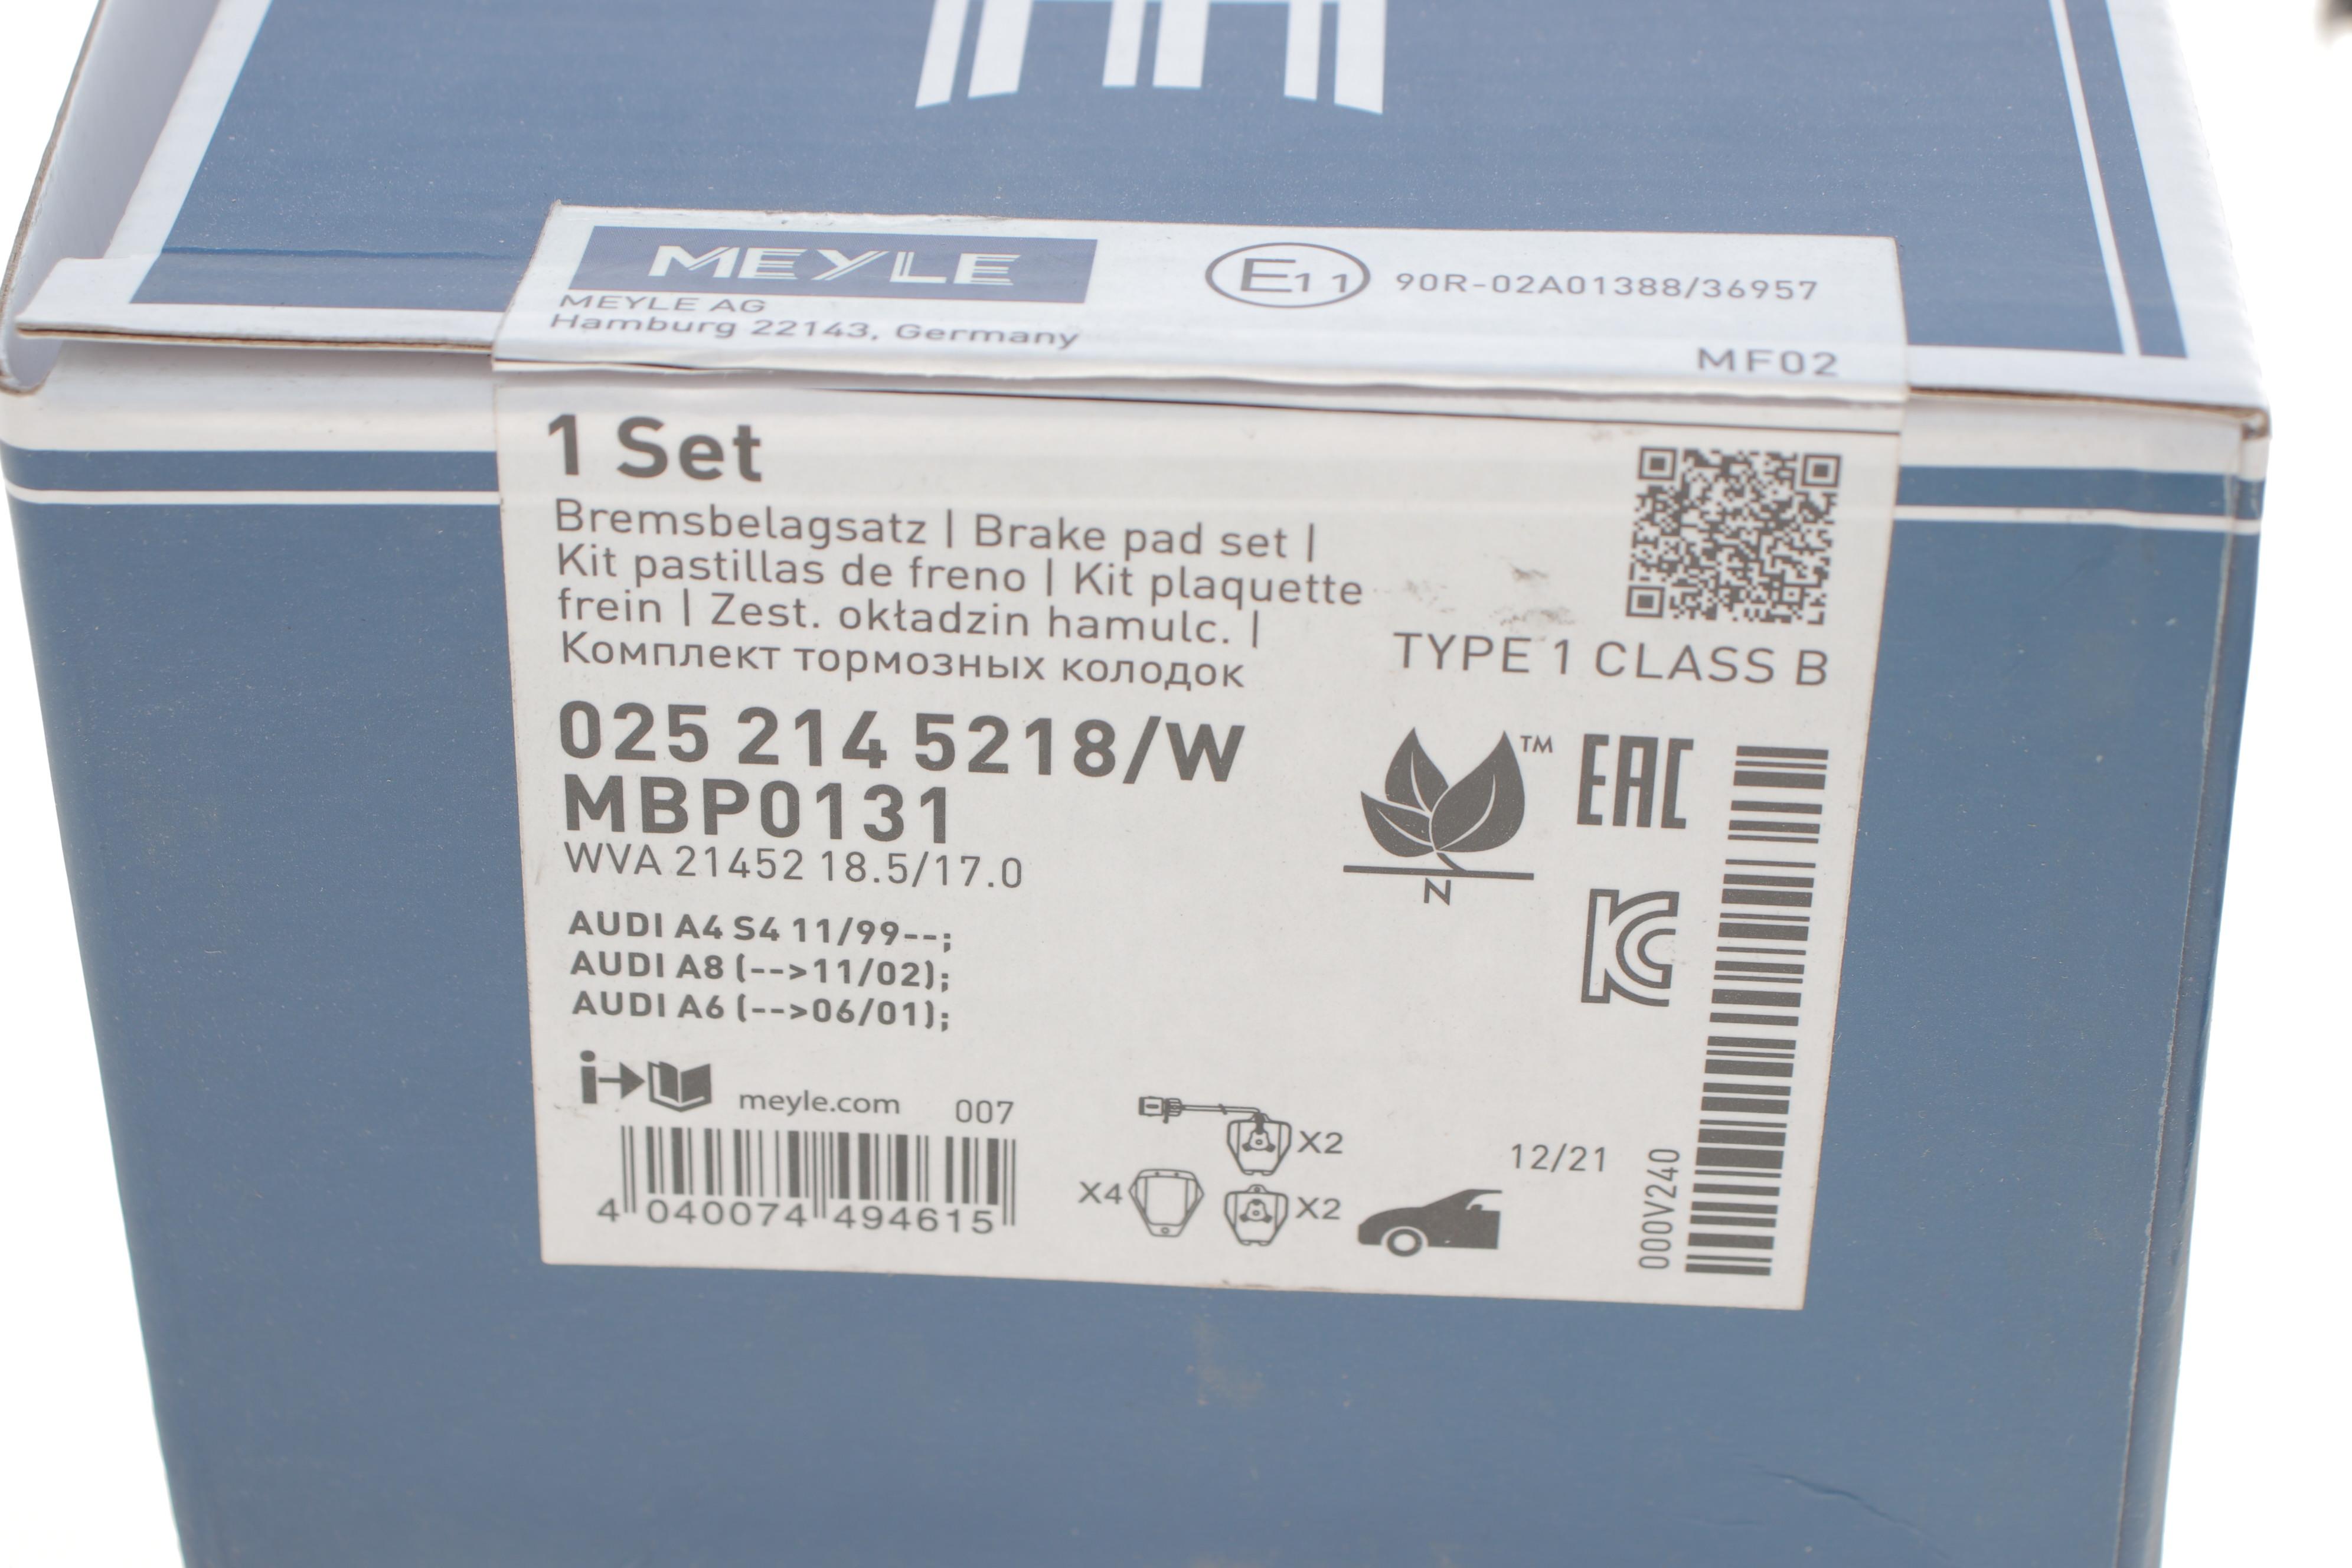 MEYLE
MEYLE AG
Hamburg 22143, Germany
E11 90R-02A01388/36957
MF02
1 Set
Bremsbelagsatz | Brake pad set |
Kit pastillas de freno | Kit plaquette
frein | Zest. okładzin hamulc. |
Комплект тормозных колодок
TYPE 1 CLASS B
025 214 5218/W
MBP0131
WVA 21452 18.5/17.0
TM
EAC
N
KC
AUDI A4 S4 11/99--;
AUDI A8 (-->11/02);
AUDI A6 (-->06/01);
i
meyle.com 007
4 040074 494615
X2
X4
X2
12/21
000V240